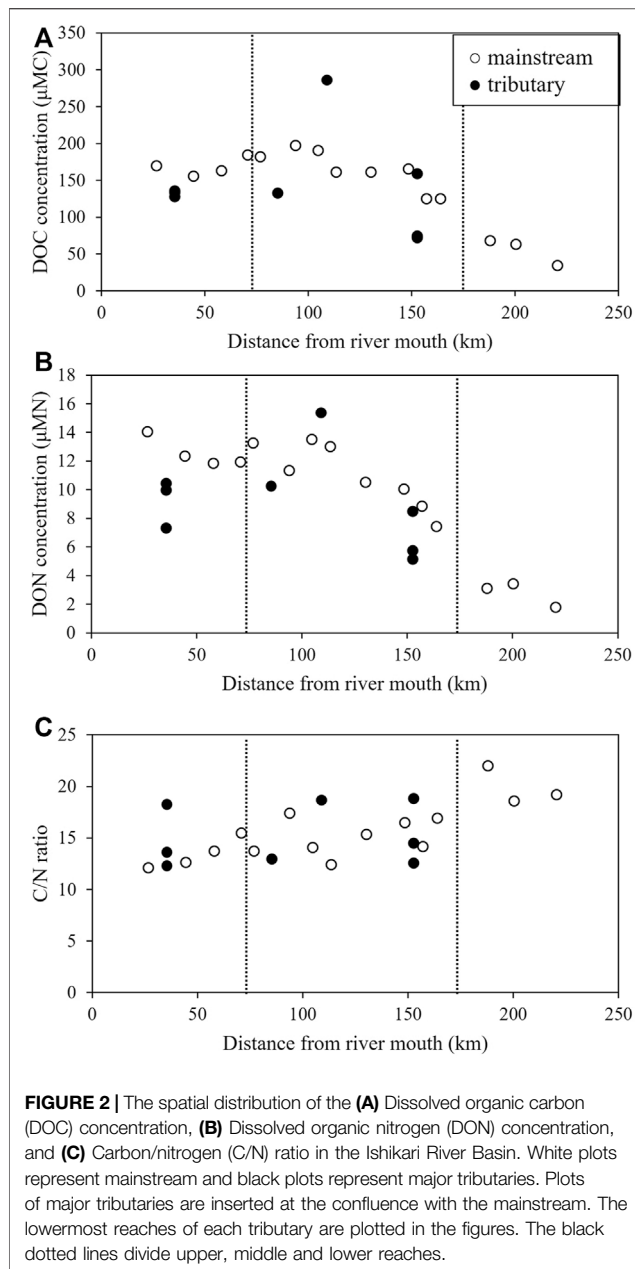 A
350
300
250
200
150
100
50
0
DOC concentration (μMC)
○ mainstream
● tributary
0 50 100 150 200 250
Distance from river mouth (km)
B
18
16
14
12
10
8
6
4
2
0
DON concentration (μMN)
0 50 100 150 200 250
Distance from river mouth (km)
C
25
20
15
10
5
0
C/N ratio
0 50 100 150 200 250
Distance from river mouth (km)
FIGURE 2 | The spatial distribution of the (A) Dissolved organic carbon
(DOC) concentration, (B) Dissolved organic nitrogen (DON) concentration,
and (C) Carbon/nitrogen (C/N) ratio in the Ishikari River Basin. White plots
represent mainstream and black plots represent major tributaries. Plots
of major tributaries are inserted at the confluence with the mainstream. The
lowermost reaches of each tributary are plotted in the figures. The black
dotted lines divide upper, middle and lower reaches.